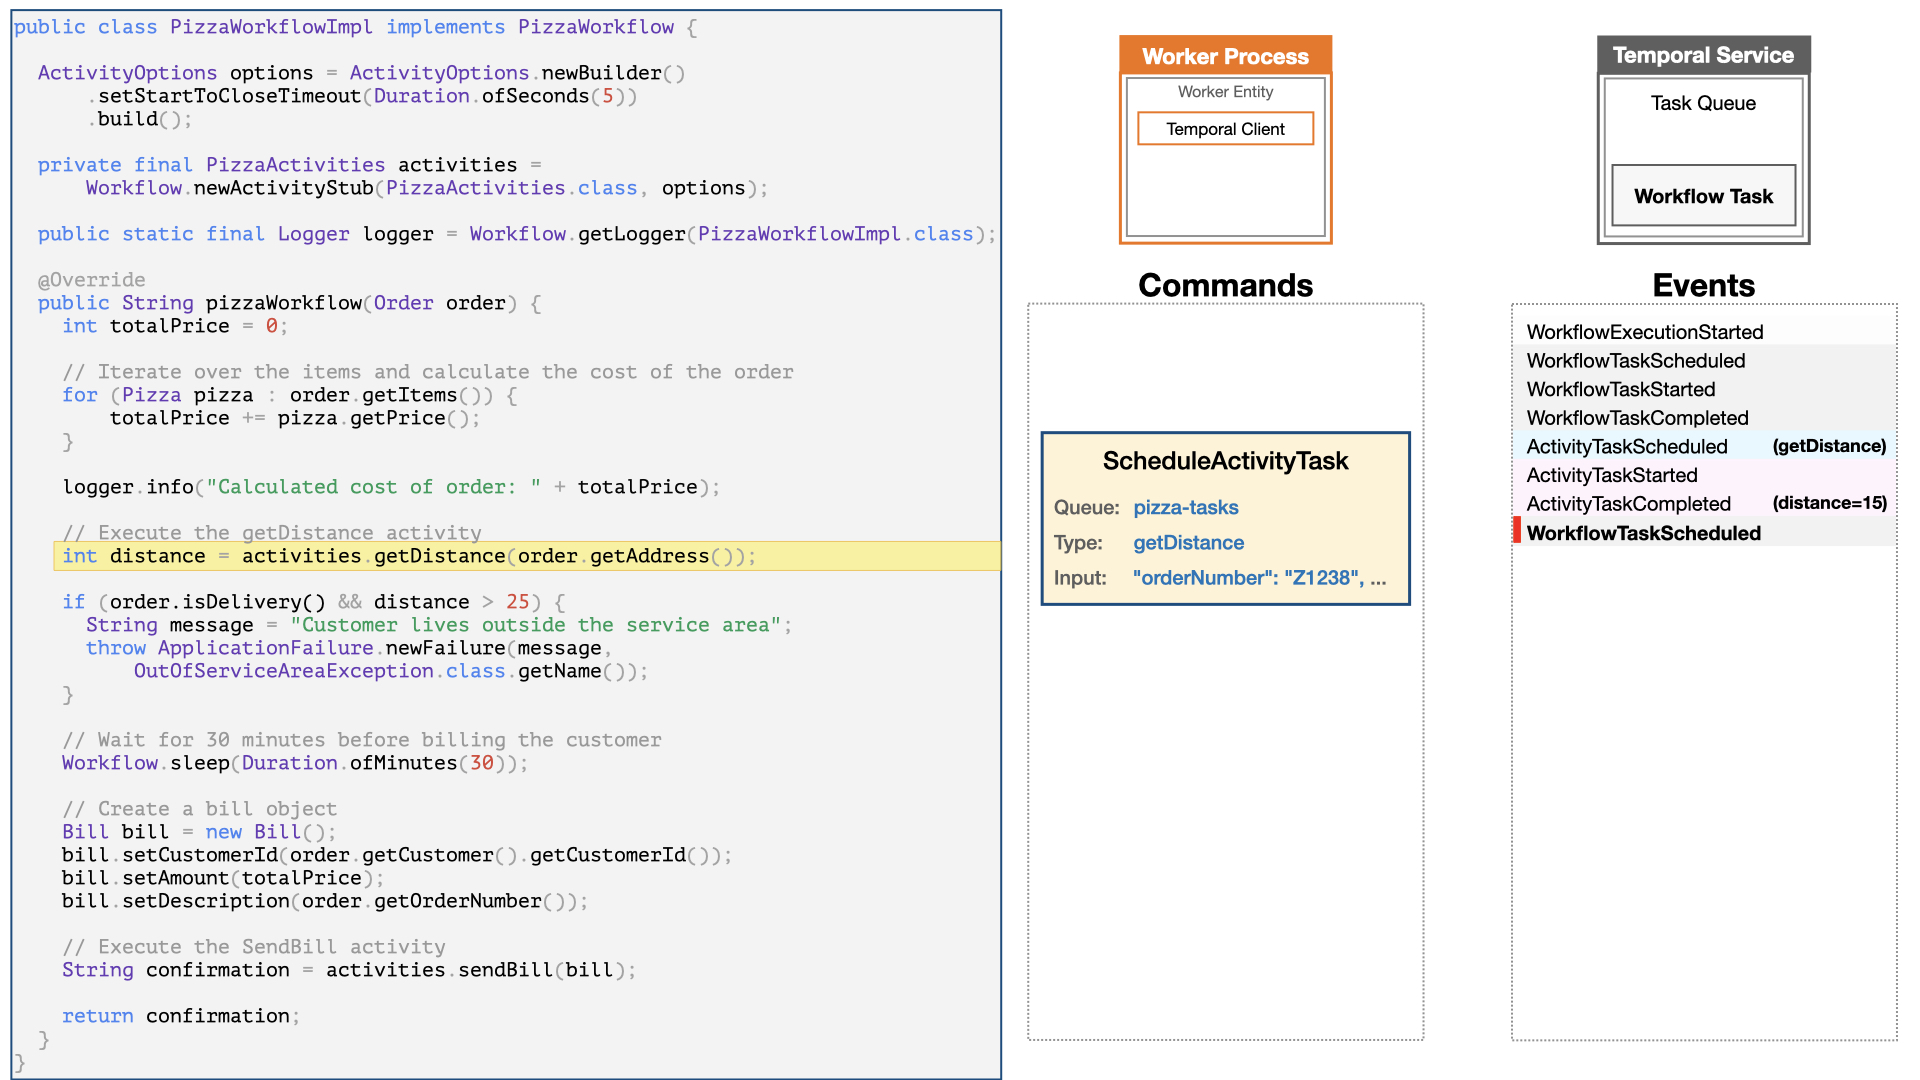 public class PizzaWorkflowImpl implements PizzaWorkflow {
ActivityOptions options = ActivityOptions.newBuilder()
.setStartToCloseTimeout(Duration.ofSeconds(5))
.build();
private final PizzaActivities activities =
Workflow.newActivityStub(PizzaActivities.class, options);
public static final Logger logger = Workflow.getLogger(PizzaWorkflowImpl.class);
@Override
public String pizzaWorkflow(Order order) {
int totalPrice = 0;
// Iterate over the items and calculate the cost of the order
for (Pizza pizza : order.getItems()) {
totalPrice += pizza.getPrice();
}
logger.info("Calculated cost of order: " + totalPrice);
// Execute the getDistance activity
int distance = activities.getDistance(order.getAddress());
if (order.isDelivery() && distance > 25) {
String message = "Customer lives outside the service area";
throw ApplicationFailure.newFailure(message,
OutOfServiceAreaException.class.getName());
}
// Wait for 30 minutes before billing the customer
Workflow.sleep(Duration.ofMinutes(30));
// Create a bill object
Bill bill = new Bill();
bill.setCustomerId(order.getCustomer().getCustomerId());
bill.setAmount(totalPrice);
bill.setDescription(order.getOrderNumber());
// Execute the SendBill activity
String confirmation = activities.sendBill(bill);
return confirmation;
}
}
Worker Process
Worker Entity
Temporal Client
Commands
ScheduleActivityTask
Queue: pizza-tasks
Type: getDistance
Input: "orderNumber": "Z1238", ...
Temporal Service
Task Queue
Workflow Task
Events
WorkflowExecutionStarted
WorkflowTaskScheduled
WorkflowTaskStarted
WorkflowTaskCompleted
ActivityTaskScheduled (getDistance)
ActivityTaskStarted
ActivityTaskCompleted (distance=15)
WorkflowTaskScheduled